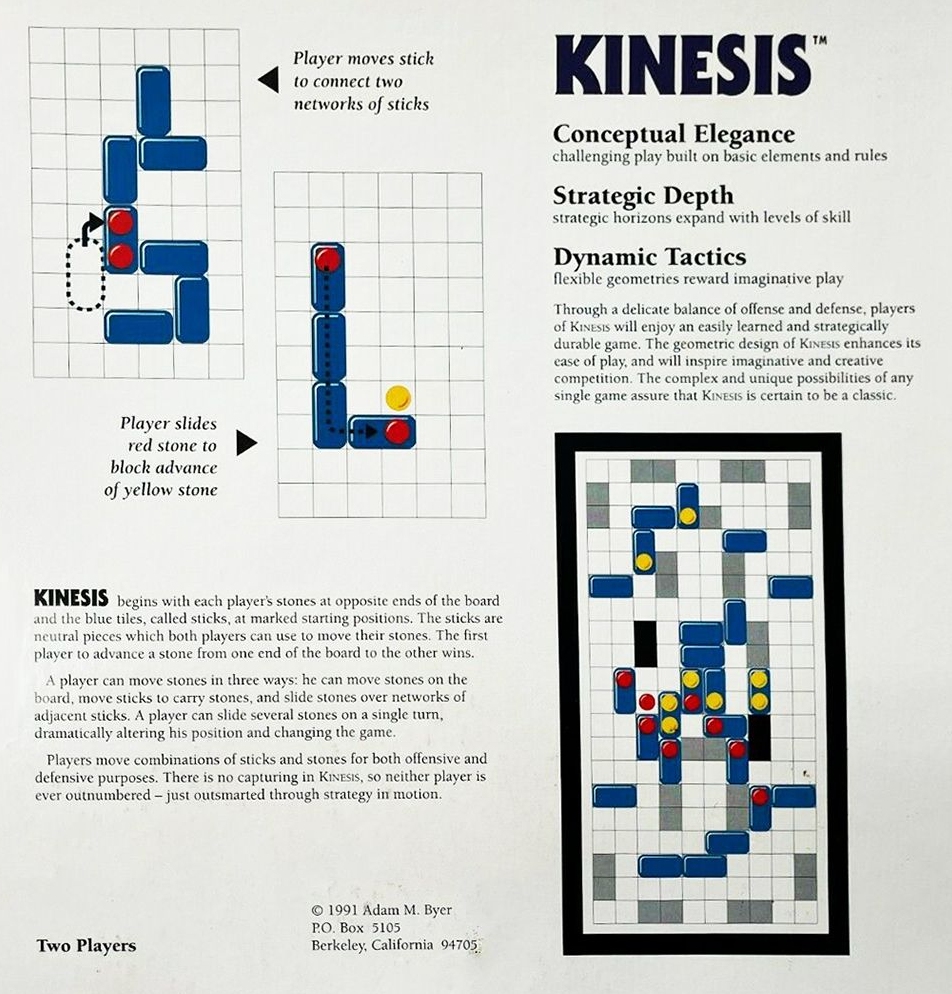 Player moves stick
to connect two
networks of sticks
Player slides
red stone to
block advance
of yellow stone
KINESIS begins with each player's stones at opposite ends of the board
and the blue tiles, called sticks, at marked starting positions. The sticks are
neutral pieces which both players can use to move their stones. The first
player to advance a stone from one end of the board to the other wins.
A player can move stones in three ways: he can move stones on the
board, move sticks to carry stones, and slide stones over networks of
adjacent sticks. A player can slide several stones on a single turn,
dramatically altering his position and changing the game.
Players move combinations of sticks and stones for both offensive and
defensive purposes. There is no capturing in KINESIS, so neither player is
ever outnumbered – just outsmarted through strategy in motion.
Two Players
© 1991 Adam M. Byer
P.O. Box 5105
Berkeley, California 94705
KINESIS™
Conceptual Elegance
challenging play built on basic elements and rules
Strategic Depth
strategic horizons expand with levels of skill
Dynamic Tactics
flexible geometries reward imaginative play
Through a delicate balance of offense and defense, players
of KINESIS will enjoy an easily learned and strategically
durable game. The geometric design of KINESIS enhances its
ease of play, and will inspire imaginative and creative
competition. The complex and unique possibilities of any
single game assure that KINESIS is certain to be a classic.